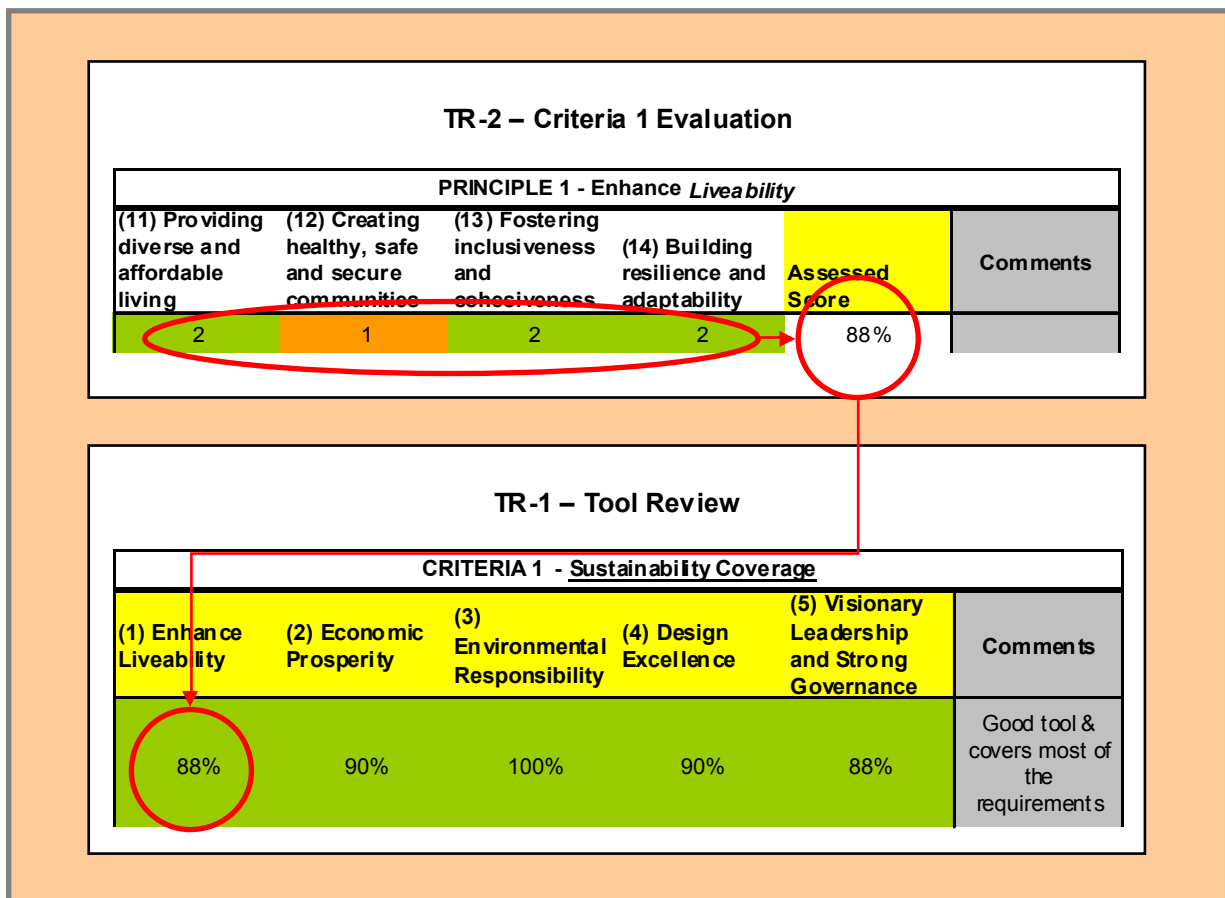 TR-2 – Criteria 1 Evaluation
PRINCIPLE 1 - Enhance Liveability
(11) Providing
diverse and
affordable
living
(12) Creating
healthy, safe
and secure
communities
(13) Fostering
inclusiveness
and
cohesiveness
(14) Building
resilience and
adaptability
Assessed
Score
Comments
2
1
2
2
88%
TR-1 – Tool Review
CRITERIA 1 - Sustainability Coverage
(1) Enhance
Liveability
(2) Economic
Prosperity
(3)
Environmental
Responsibility
(4) Design
Excellence
(5) Visionary
Leadership
and Strong
Governance
Comments
88%
90%
100%
90%
88%
Good tool &
covers most of
the
requirements